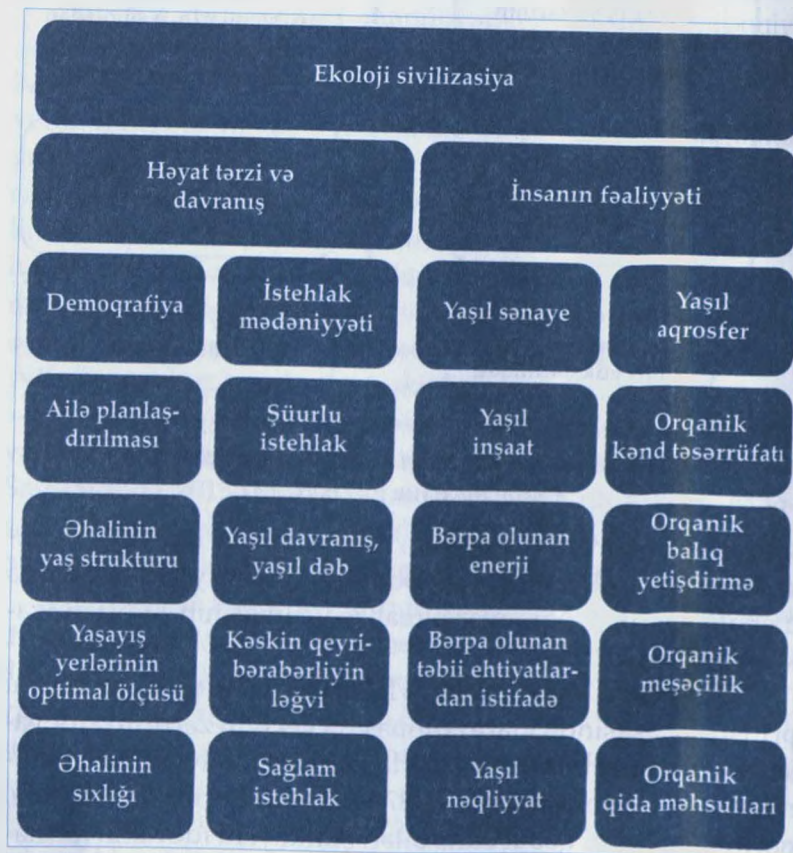 Ekoloji sivilizasiya
Həyat tərzi və
davranış
İnsanın fəaliyyəti
Demoqrafiya
İstehlak
mədəniyyəti
Yaşıl sənaye
Yaşıl
aqrosfer
Ailə planlaş-
dırılması
Şüurlu
istehlak
Yaşıl
inşaat
Orqanik
kənd təsərrüfatı
Əhalinin
yaş strukturu
Yaşıl davranış,
yaşıl dəb
Bərpa olunan
enerji
Orqanik
balıq
yetişdirmə
Yaşayış
yerlərinin
optimal ölçüsü
Kəskin qeyri-
bərabərliyin
ləğvi
Bərpa olunan
təbii ehtiyatlar-
dan istifadə
Orqanik
meşəçilik
Əhalinin
sıxlığı
Sağlam
istehlak
Yaşıl
nəqliyyat
Orqanik
qida məhsulları